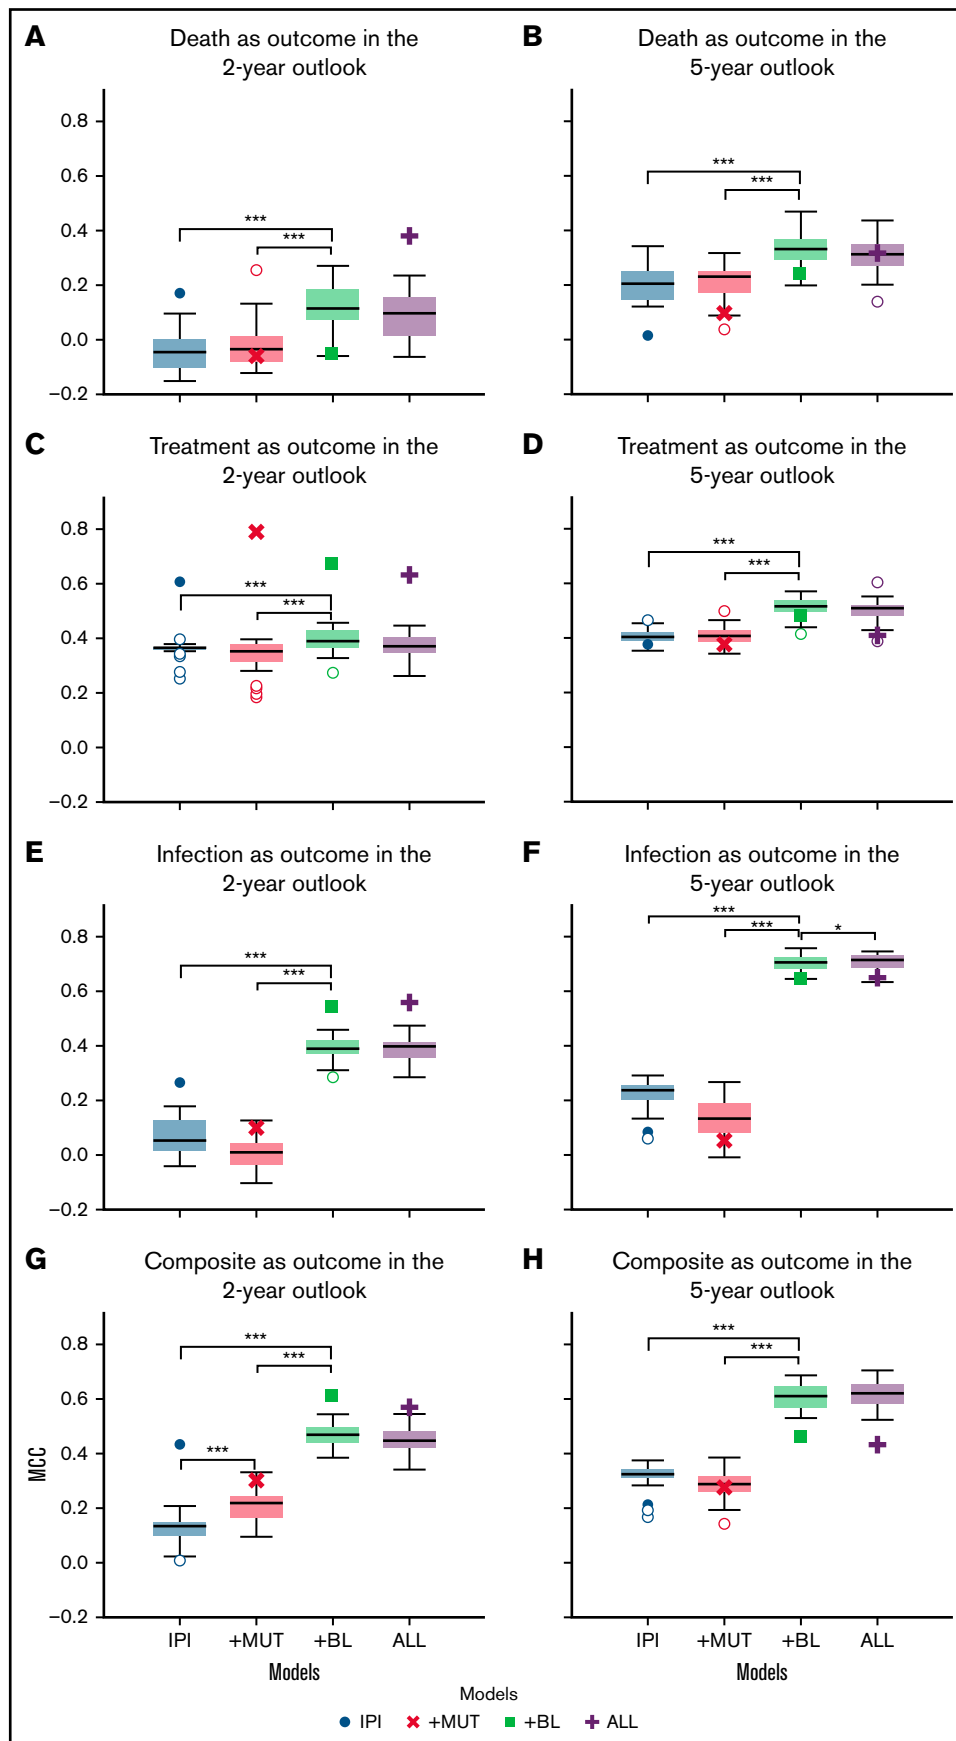 A Death as outcome in the
2-year outlook
B Death as outcome in the
5-year outlook
0.8
0.6
0.4
0.2
0.0
−0.2
***
***
***
***
C Treatment as outcome in the
2-year outlook
D Treatment as outcome in the
5-year outlook
0.8
0.6
0.4
0.2
0.0
−0.2
***
***
***
***
E Infection as outcome in the
2-year outlook
F Infection as outcome in the
5-year outlook
0.8
0.6
0.4
0.2
0.0
−0.2
***
***
***
***
*
G Composite as outcome in the
2-year outlook
H Composite as outcome in the
5-year outlook
MCC
0.8
0.6
0.4
0.2
0.0
−0.2
***
***
***
***
***
IPI +MUT +BL ALL
IPI +MUT +BL ALL
Models
Models
Models
IPI +MUT +BL ALL